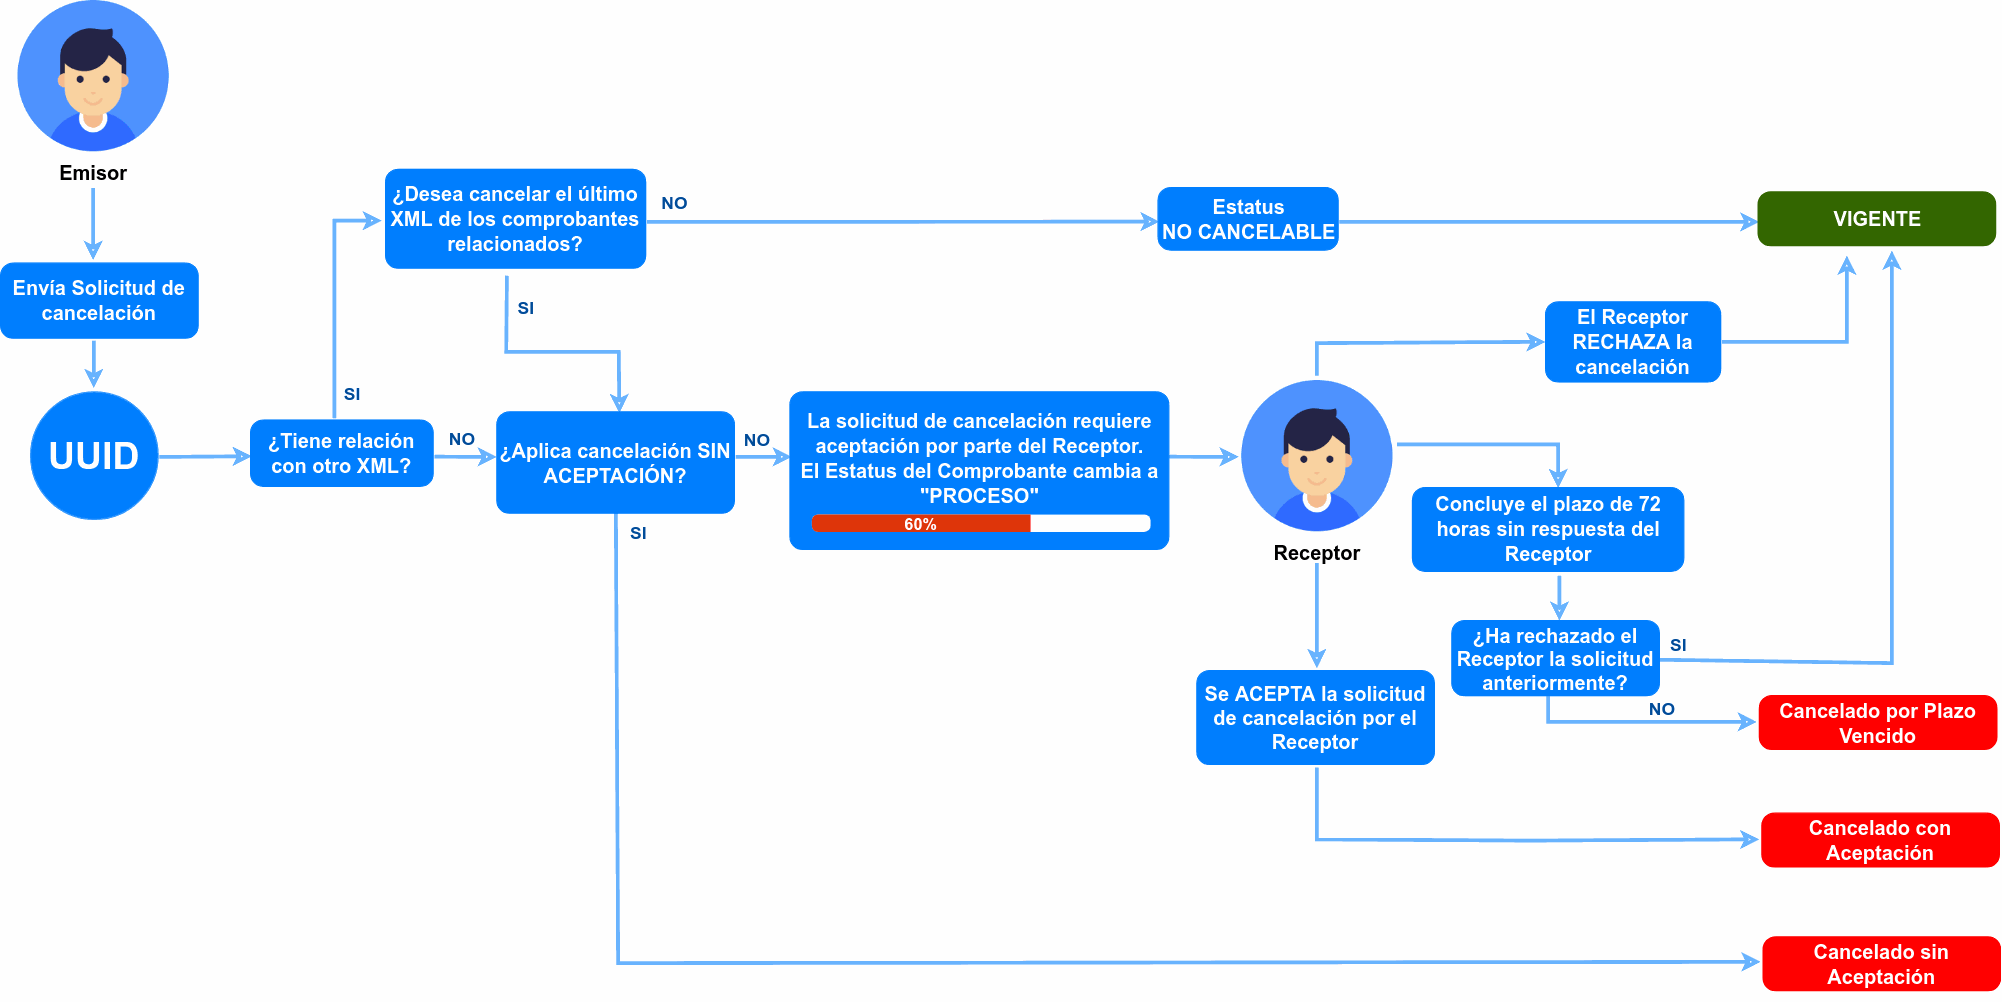 Emisor
Envía Solicitud de
cancelación
UUID
¿Tiene relación
con otro XML?
SI
NO
¿Desea cancelar el último
XML de los comprobantes
relacionados?
NO
SI
Estatus
NO CANCELABLE
VIGENTE
¿Aplica cancelación SIN
ACEPTACIÓN?
NO
SI
La solicitud de cancelación requiere
aceptación por parte del Receptor.
El Estatus del Comprobante cambia a
"PROCESO"
60%
Receptor
El Receptor
RECHAZA la
cancelación
Concluye el plazo de 72
horas sin respuesta del
Receptor
¿Ha rechazado el
Receptor la solicitud
anteriormente?
SI
NO
Se ACEPTA la solicitud
de cancelación por el
Receptor
Cancelado por Plazo
Vencido
Cancelado con
Aceptación
Cancelado sin
Aceptación